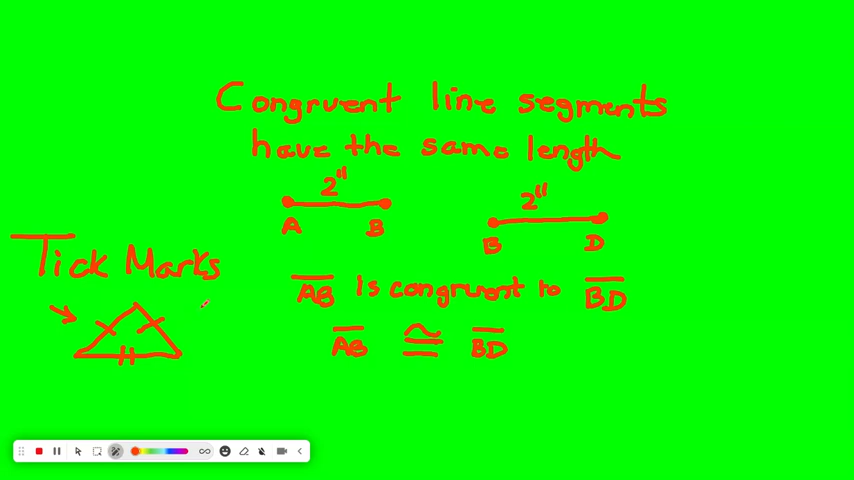 Congruent line segments
have the same length
2" 2"
A B B D
Tick Marks
AB is congruent to BD
AB ≅ BD